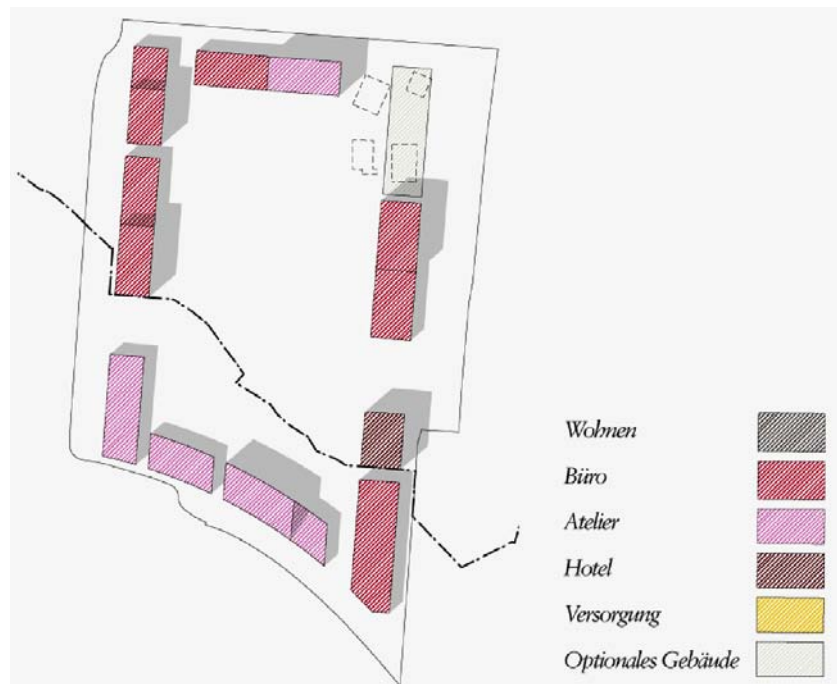 Wohnen
Büro
Atelier
Hotel
Versorgung
Optionales Gebäude